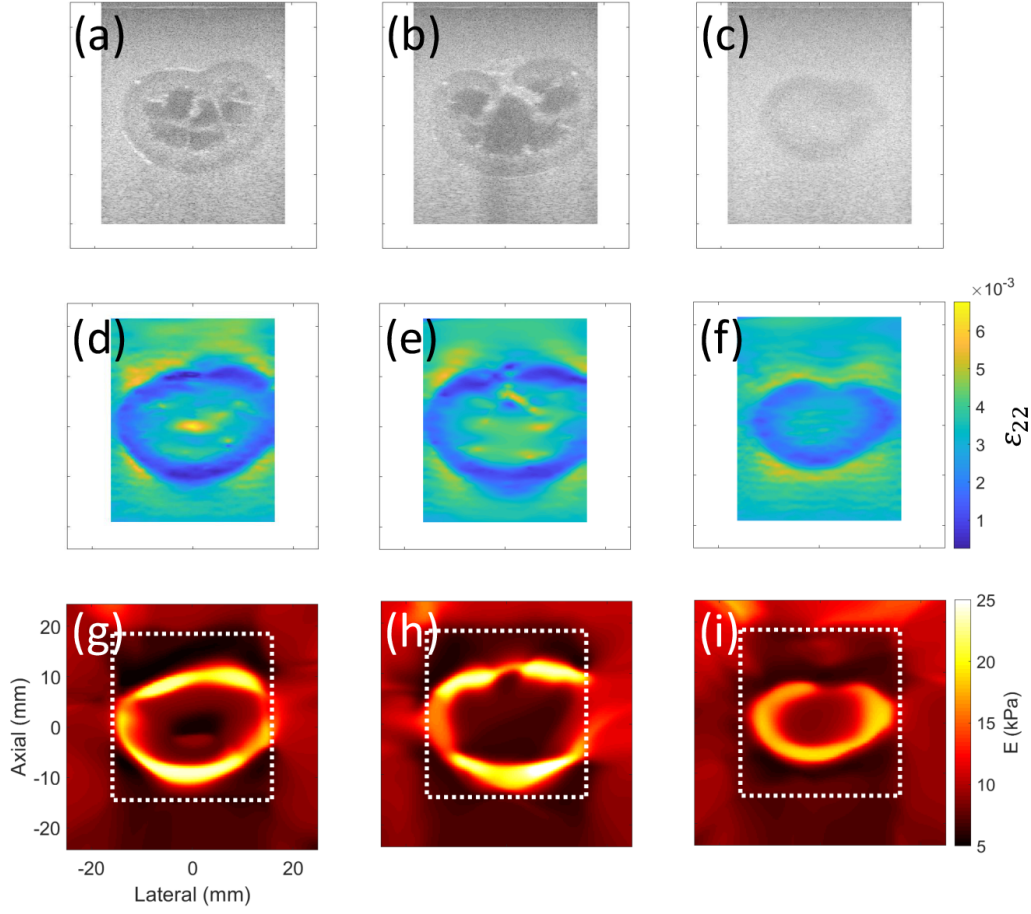 (a)
(b)
(c)
(d)
(e)
(f)
× 10⁻³
6
5
4
3
2
1
ε₂₂
(g)
(h)
(i)
20
10
0
-10
-20
Axial (mm)
-20
0
20
Lateral (mm)
25
20
15
10
5
E (kPa)